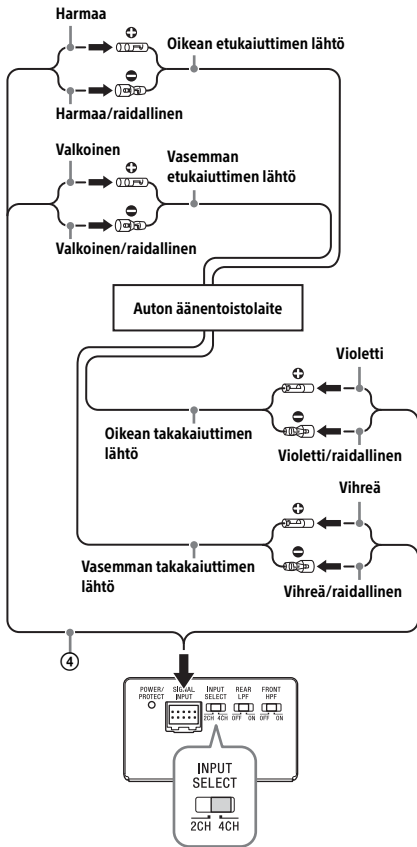 Harmaa
Oikean etukaiuttimen lähtö
Harmaa/raidallinen
Valkoinen
Vasemman
etukaiuttimen lähtö
Valkoinen/raidallinen
Auton äänentoistolaite
Violetti
Oikean takakaiuttimen
lähtö
Violetti/raidallinen
Vihreä
Vasemman takakaiuttimen
lähtö
Vihreä/raidallinen
④
POWER/
PROTECT
SIGNAL
INPUT
INPUT
SELECT
2CH 4CH
REAR
LPF
OFF ON
FRONT
HPF
OFF ON
INPUT
SELECT
2CH 4CH